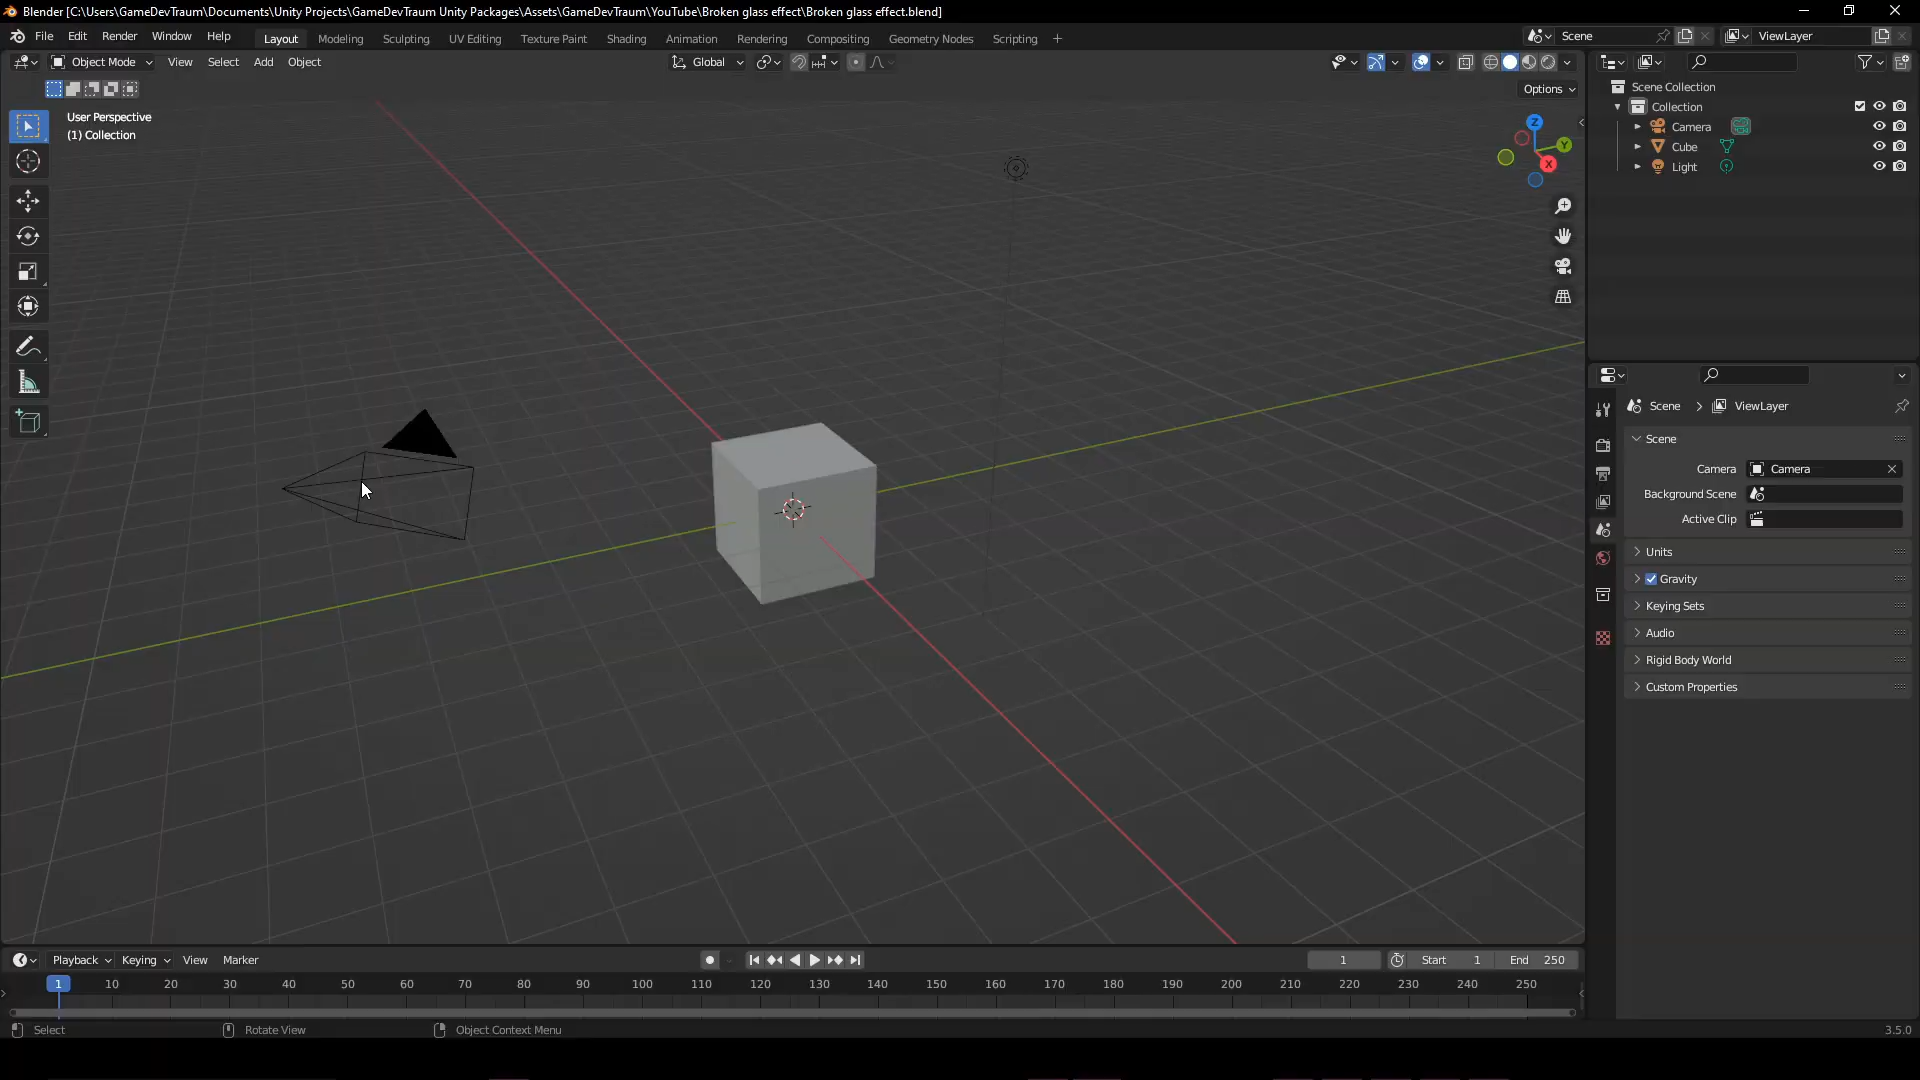 Blender [C:\Users\GameDevTraum\Documents\Unity Projects\GameDevTraum Unity Packages\Assets\GameDevTraum\YouTube\Broken glass effect\Broken glass effect.blend]
File Edit Render Window Help Layout Modeling Sculpting UV Editing Texture Paint Shading Animation Rendering Compositing Geometry Nodes Scripting + Scene ViewLayer
Object Mode View Select Add Object Global
Options
User Perspective
(1) Collection
Z
Y
X
Scene Collection
Collection
Camera
Cube
Light
Scene > ViewLayer
Scene
Camera Camera
Background Scene
Active Clip
Units
Gravity
Keying Sets
Audio
Rigid Body World
Custom Properties
Playback Keying View Marker 1 Start 1 End 250
1 10 20 30 40 50 60 70 80 90 100 110 120 130 140 150 160 170 180 190 200 210 220 230 240 250
Select Rotate View Object Context Menu 3.5.0